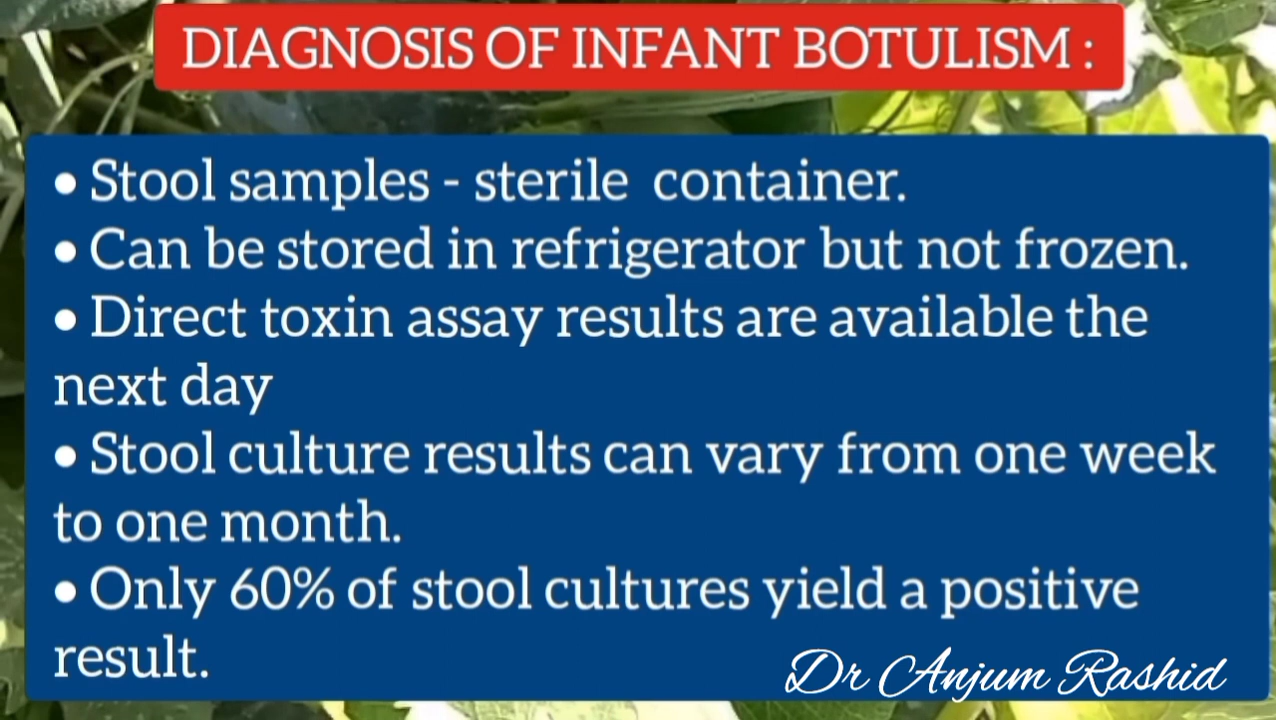 DIAGNOSIS OF INFANT BOTULISM :
• Stool samples - sterile container.
• Can be stored in refrigerator but not frozen.
• Direct toxin assay results are available the
next day
• Stool culture results can vary from one week
to one month.
• Only 60% of stool cultures yield a positive
result.
Dr Anjum Rashid